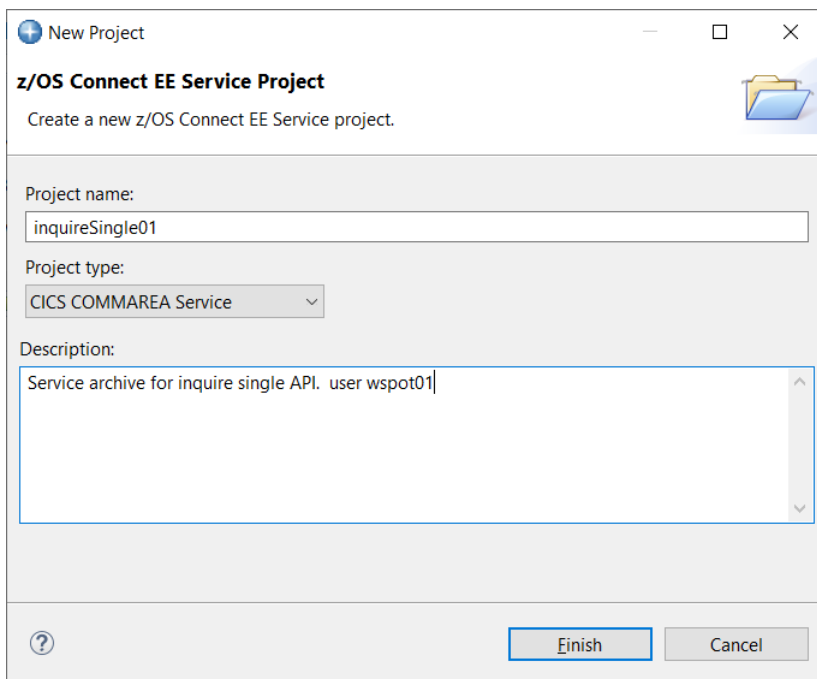 New Project
z/OS Connect EE Service Project
Create a new z/OS Connect EE Service project.
Project name:
inquireSingle01
Project type:
CICS COMMAREA Service
Description:
Service archive for inquire single API.  user wspot01
?
Finish
Cancel